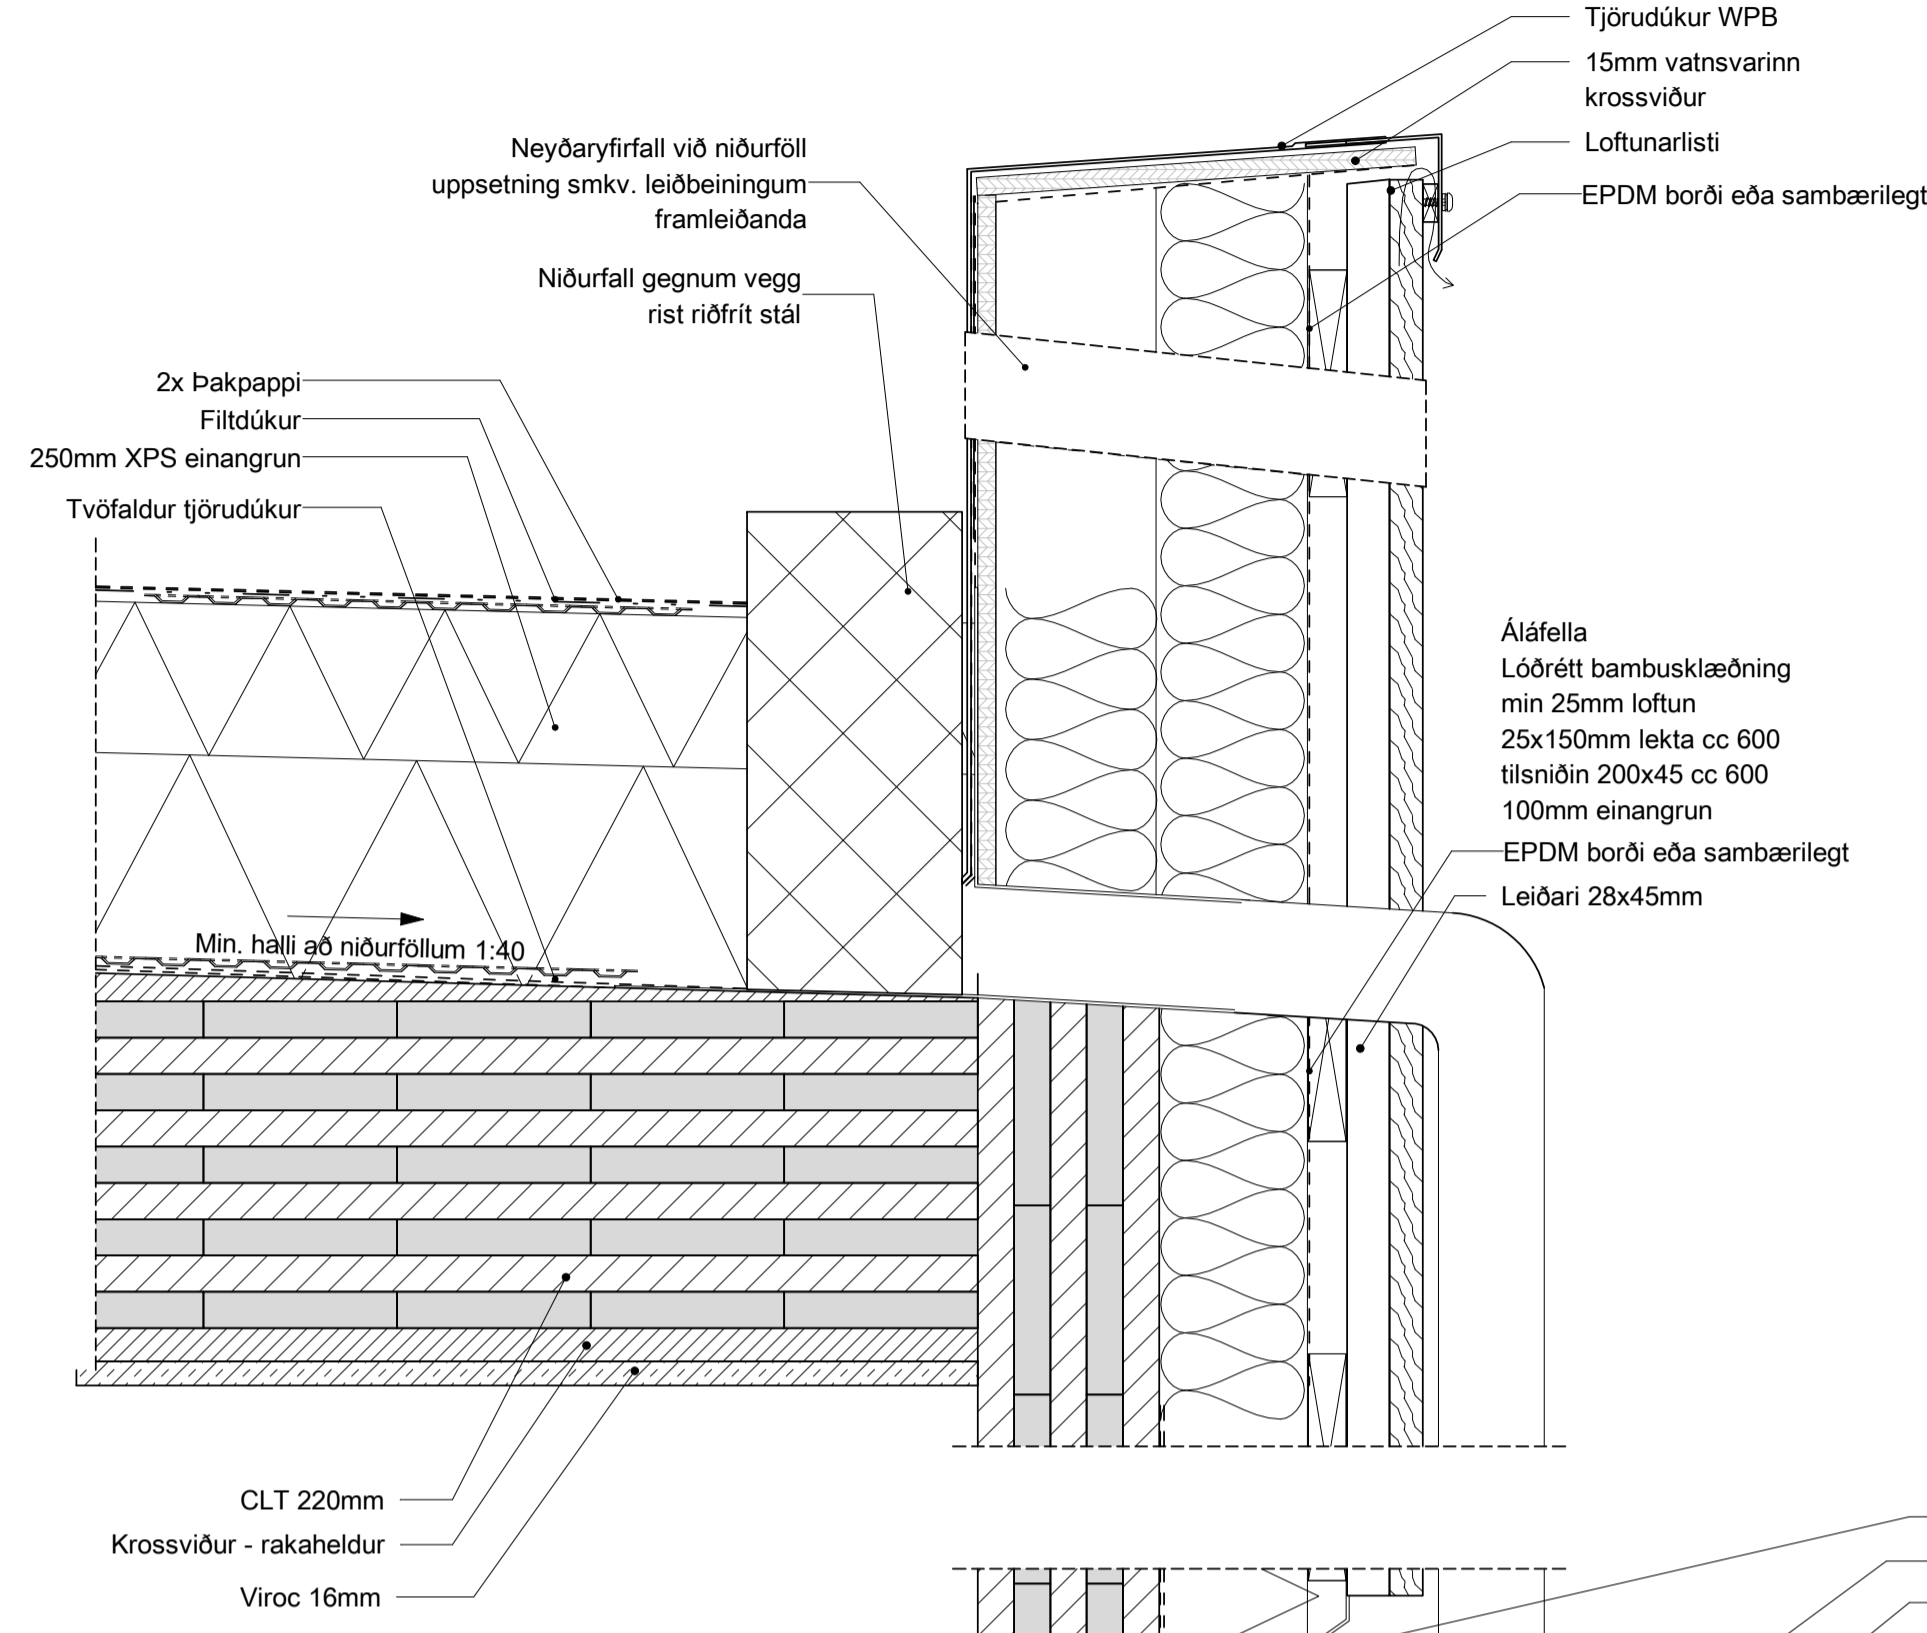 Tjörudúkur WPB
15mm vatnsvarinn
krossviður
Loftunarlisti
EPDM borði eða sambærilegt
Neyðaryfirfall við niðurföll
uppsetning smkv. leiðbeiningum
framleiðanda
Niðurfall gegnum vegg
rist riðfrít stál
2x Þakpappi
Filtdúkur
250mm XPS einangrun
Tvöfaldur tjörudúkur
Áláfella
Lóðrétt bambusklæðning
min 25mm loftun
25x150mm lekta cc 600
tilsniðin 200x45 cc 600
100mm einangrun
EPDM borði eða sambærilegt
Leiðari 28x45mm
Min. halli að niðurföllum 1:40
CLT 220mm
Krossviður - rakaheldur
Viroc 16mm